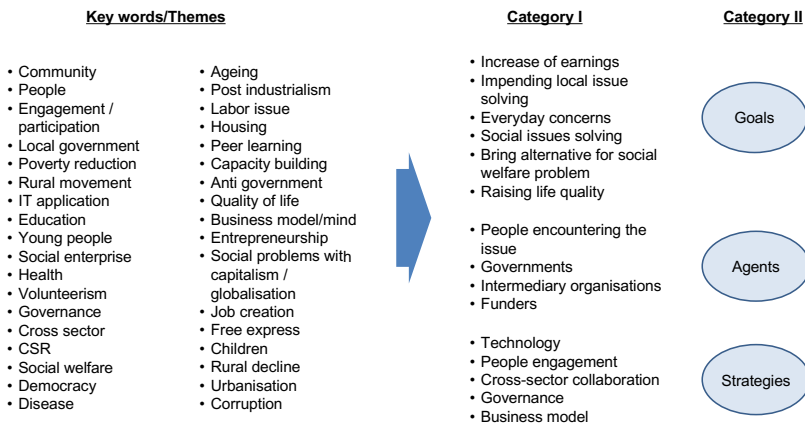 Key words/Themes
• Community
• People
• Engagement /
participation
• Local government
• Poverty reduction
• Rural movement
• IT application
• Education
• Young people
• Social enterprise
• Health
• Volunteerism
• Governance
• Cross sector
• CSR
• Social welfare
• Democracy
• Disease
• Ageing
• Post industrialism
• Labor issue
• Housing
• Peer learning
• Capacity building
• Anti government
• Quality of life
• Business model/mind
• Entrepreneurship
• Social problems with
capitalism /
globalisation
• Job creation
• Free express
• Children
• Rural decline
• Urbanisation
• Corruption
Category I
• Increase of earnings
• Impending local issue
solving
• Everyday concerns
• Social issues solving
• Bring alternative for social
welfare problem
• Raising life quality
• People encountering the
issue
• Governments
• Intermediary organisations
• Funders
• Technology
• People engagement
• Cross-sector collaboration
• Governance
• Business model
Category II
Goals
Agents
Strategies